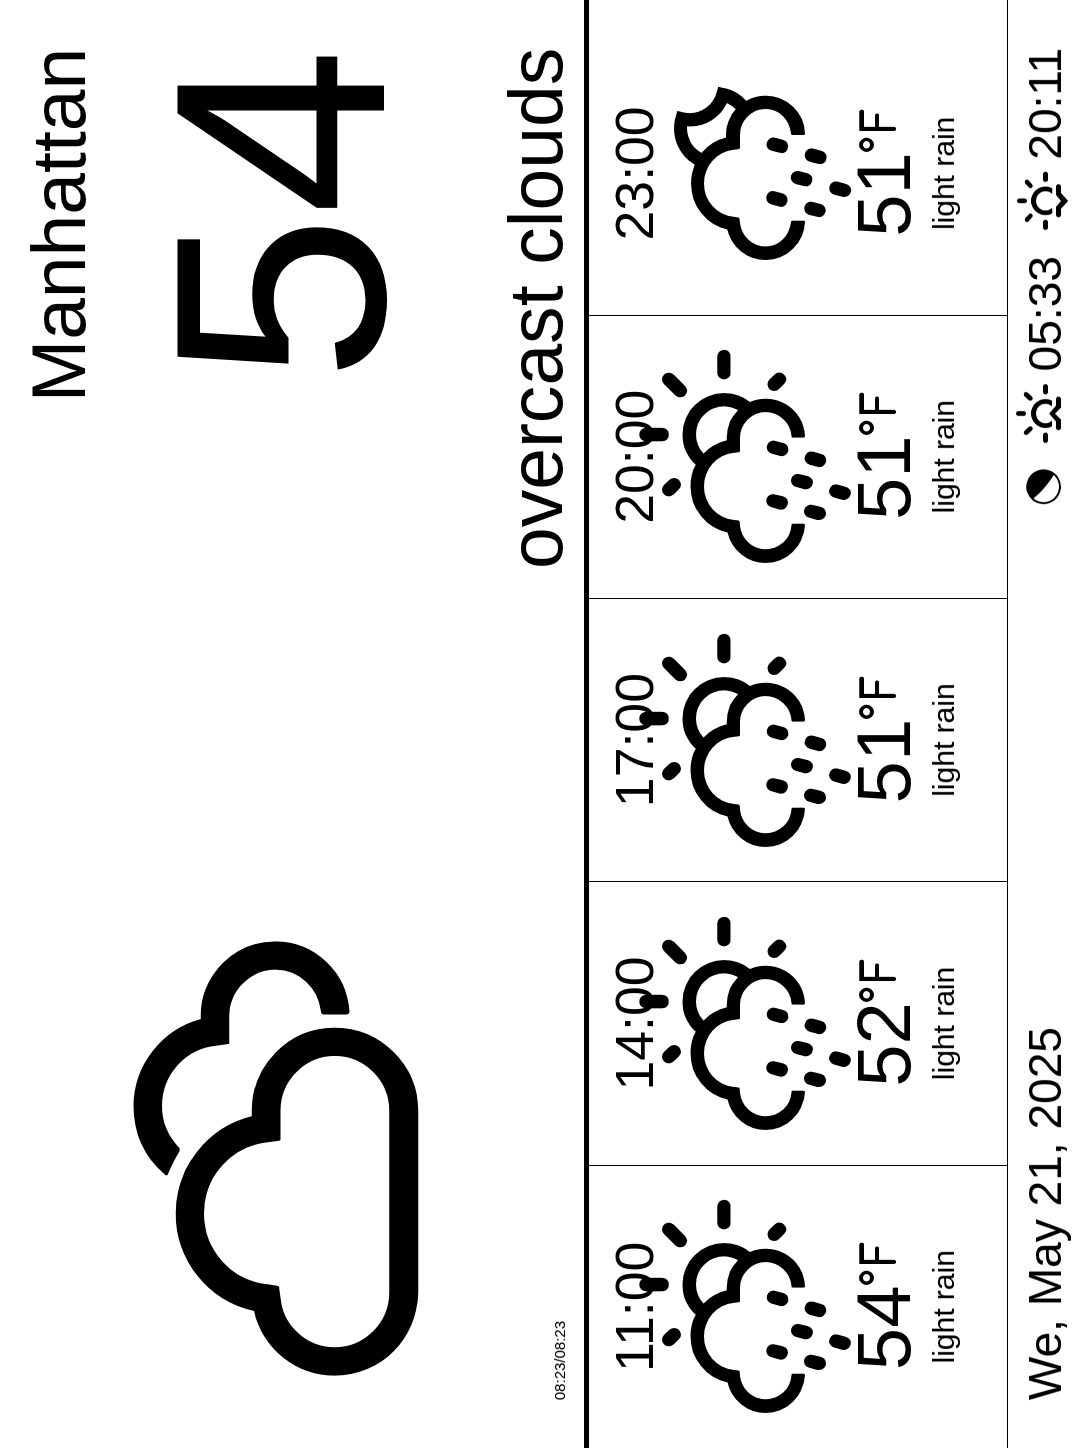 Manhattan
54
overcast clouds
08:23/08:23
11:00 14:00 17:00 20:00 23:00
54°F 52°F 51°F 51°F 51°F
light rain light rain light rain light rain light rain
We, May 21, 2025 05:33 20:11